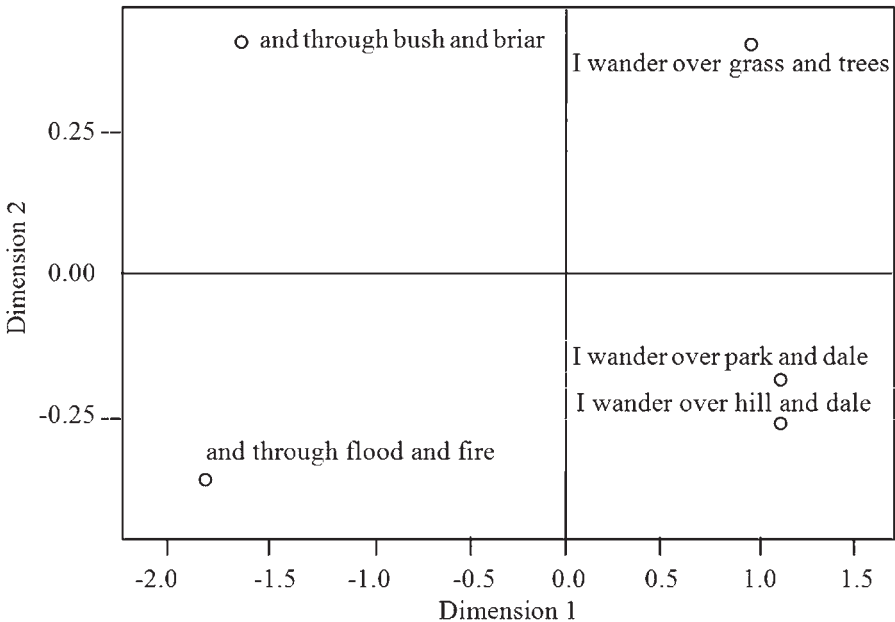 and through bush and briar
I wander over grass and trees
0.25
Dimension 2
0.00
I wander over park and dale
I wander over hill and dale
-0.25
and through flood and fire
-2.0 -1.5 -1.0 -0.5 0.0 0.5 1.0 1.5
Dimension 1